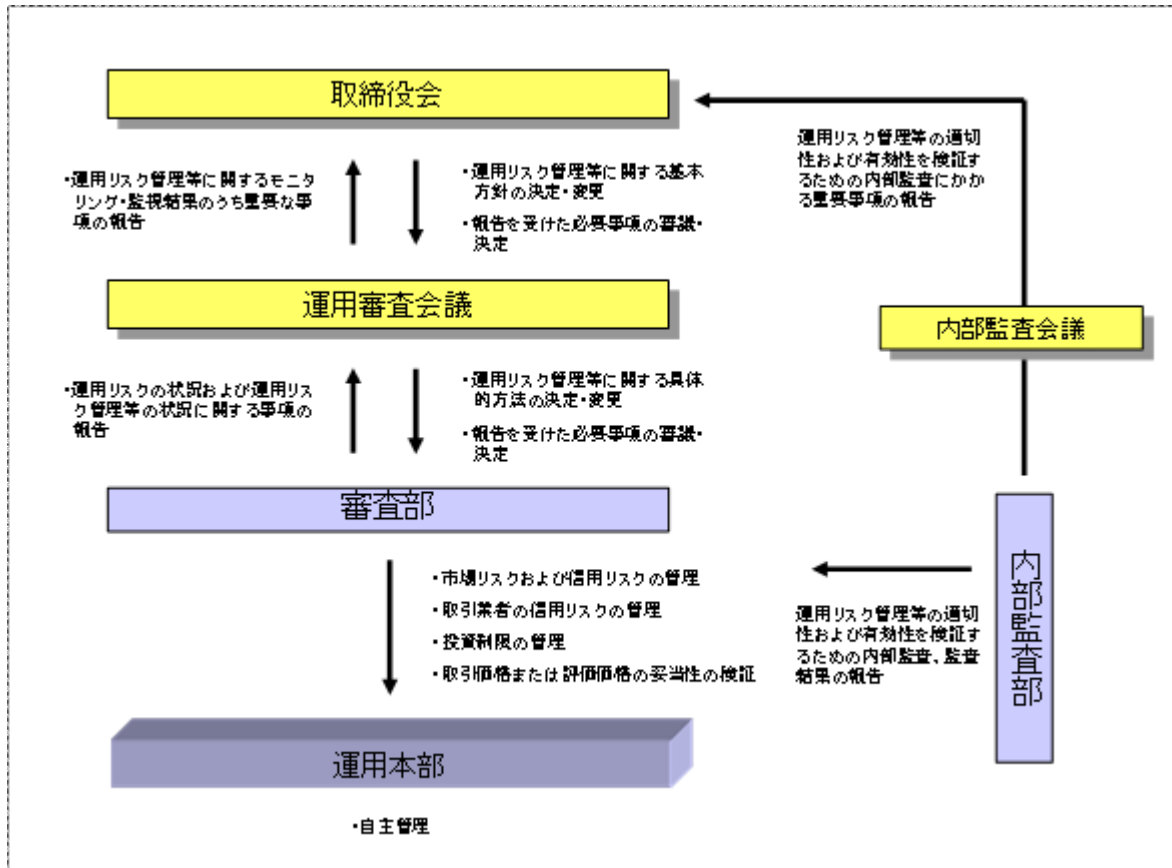 取締役会
・運用リスク管理等に関するモニタ
リング・監視結果のうち重要な事
項の報告
・運用リスク管理等に関する基本
方針の決定・変更
・報告を受けた必要事項の審議・
決定
運用リスク管理等の適切
性および有効性を検証す
るための内部監査にかか
る重要事項の報告
運用審査会議
内部監査会議
・運用リスクの状況および運用リス
ク管理等の状況に関する事項の
報告
・運用リスク管理等に関する具体
的方法の決定・変更
・報告を受けた必要事項の審議・
決定
審査部
・市場リスクおよび信用リスクの管理
・取引業者の信用リスクの管理
・投資制限の管理
・取引価格または評価価格の妥当性の検証
運用リスク管理等の適切
性および有効性を検証す
るための内部監査、監査
結果の報告
内部監査部
運用本部
・自主管理